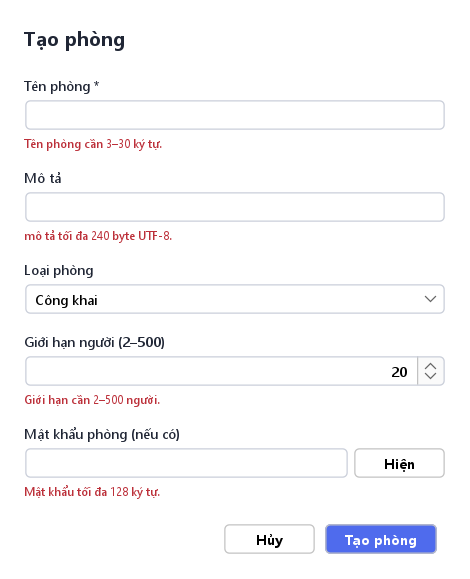 Tạo phòng
Tên phòng *
Tên phòng cần 3–30 ký tự.
Mô tả
mô tả tối đa 240 byte UTF-8.
Loại phòng
Công khai
Giới hạn người (2–500)
20
Giới hạn cần 2–500 người.
Mật khẩu phòng (nếu có)
Hiện
Mật khẩu tối đa 128 ký tự.
Hủy
Tạo phòng